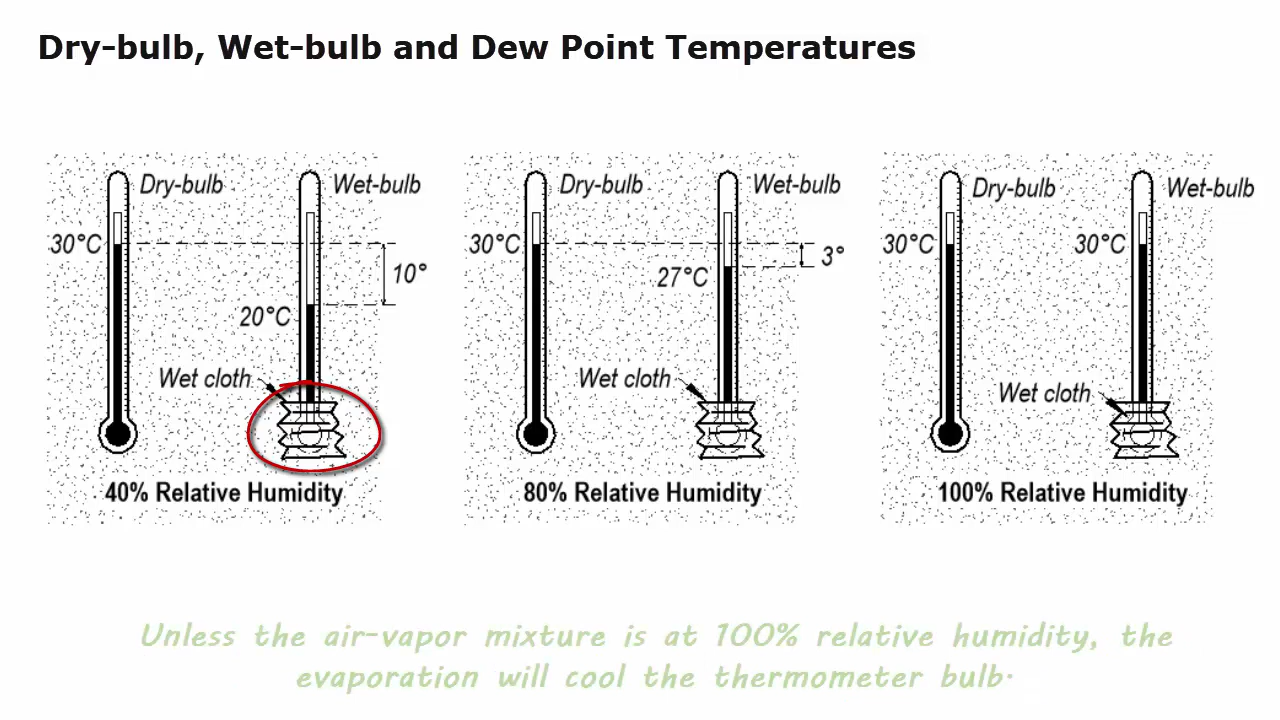 Dry-bulb, Wet-bulb and Dew Point Temperatures
Dry-bulb
Wet-bulb
30°C
10°
20°C
Wet cloth
40% Relative Humidity
Dry-bulb
Wet-bulb
30°C
3°
27°C
Wet cloth
80% Relative Humidity
Dry-bulb
Wet-bulb
30°C
30°C
Wet cloth
100% Relative Humidity
Unless the air-vapor mixture is at 100% relative humidity, the
evaporation will cool the thermometer bulb.